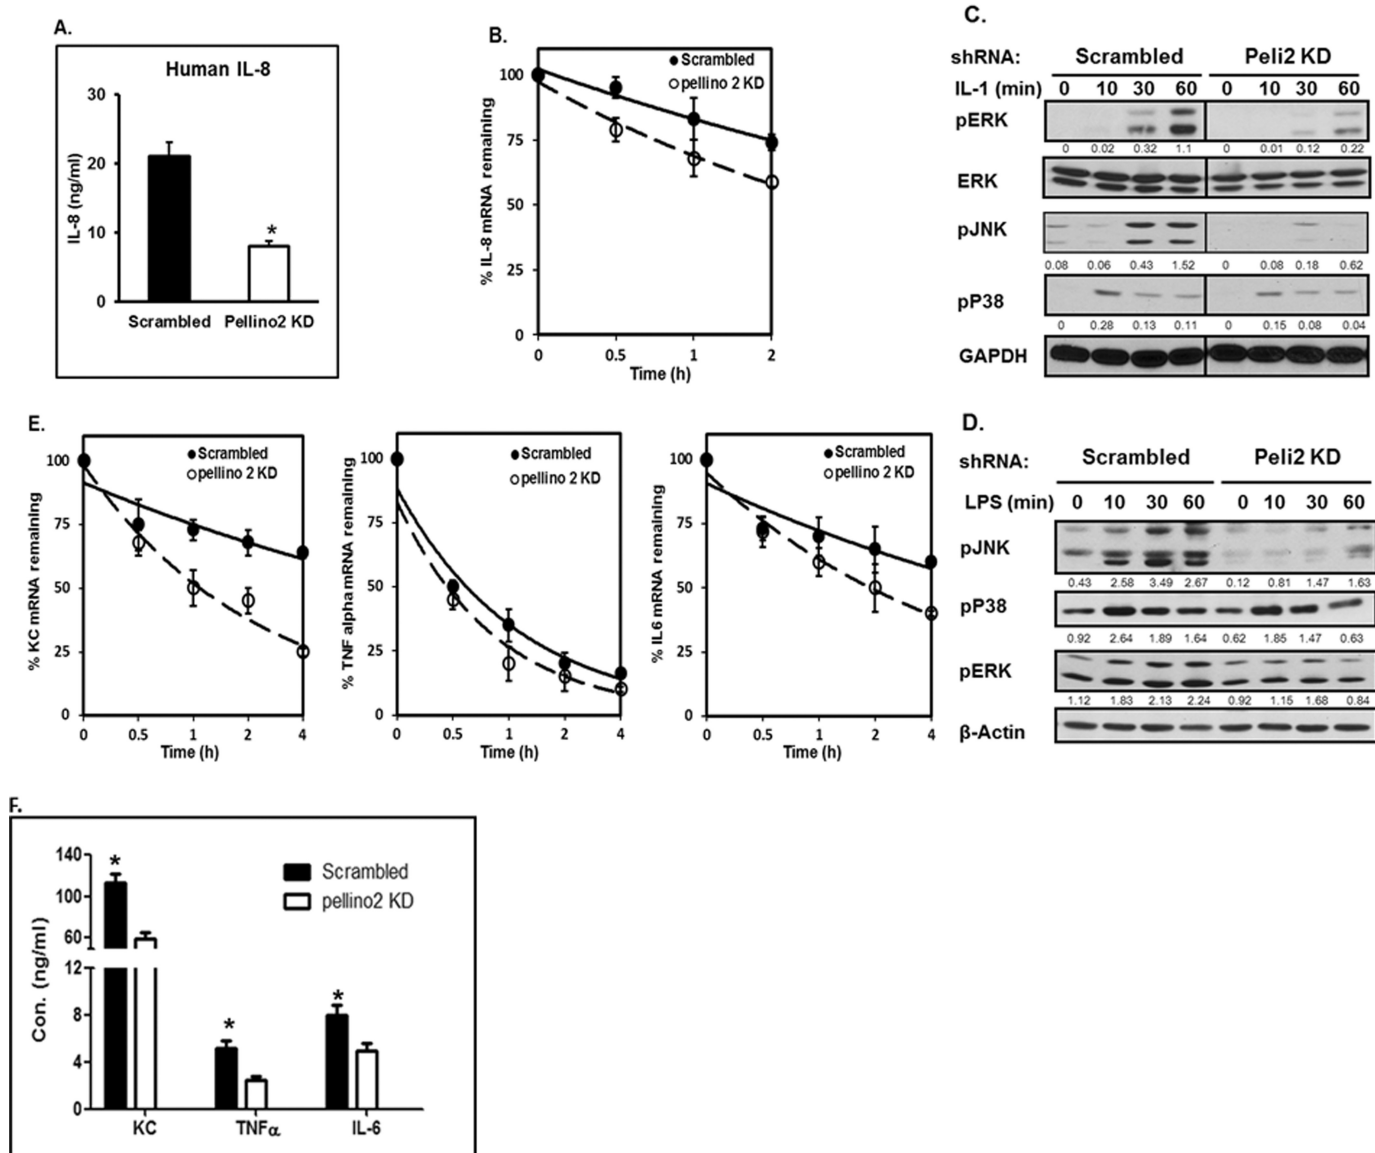 A.
Human IL-8
30
20
10
0
IL-8 (ng/ml)
*
Scrambled Pellino2 KD
B.
Scrambled
pellino 2 KD
100
75
50
25
0
% IL-8 mRNA remaining
0 0.5 1 2
Time (h)
C.
shRNA: Scrambled Peli2 KD
IL-1 (min) 0 10 30 60 0 10 30 60
pERK
0 0.02 0.32 1.1 0 0.01 0.12 0.22
ERK
pJNK
0.08 0.06 0.43 1.52 0 0.08 0.18 0.62
pP38
0 0.28 0.13 0.11 0 0.15 0.08 0.04
GAPDH
D.
shRNA: Scrambled Peli2 KD
LPS (min) 0 10 30 60 0 10 30 60
pJNK
0.43 2.58 3.49 2.67 0.12 0.81 1.47 1.63
pP38
0.92 2.64 1.89 1.64 0.62 1.85 1.47 0.63
pERK
1.12 1.83 2.13 2.24 0.92 1.15 1.68 0.84
β-Actin
E.
Scrambled
pellino 2 KD
100
75
50
25
0
% KC mRNA remaining
0 0.5 1 2 4
Time (h)
Scrambled
pellino 2 KD
100
75
50
25
0
% TNF alpha mRNA remaining
0 0.5 1 2 4
Time (h)
Scrambled
pellino 2 KD
100
75
50
25
0
% IL6 mRNA remaining
0 0.5 1 2 4
Time (h)
F.
140
100
60
12
8
4
0
Con. (ng/ml)
Scrambled
pellino2 KD
*
*
*
KC TNFα IL-6